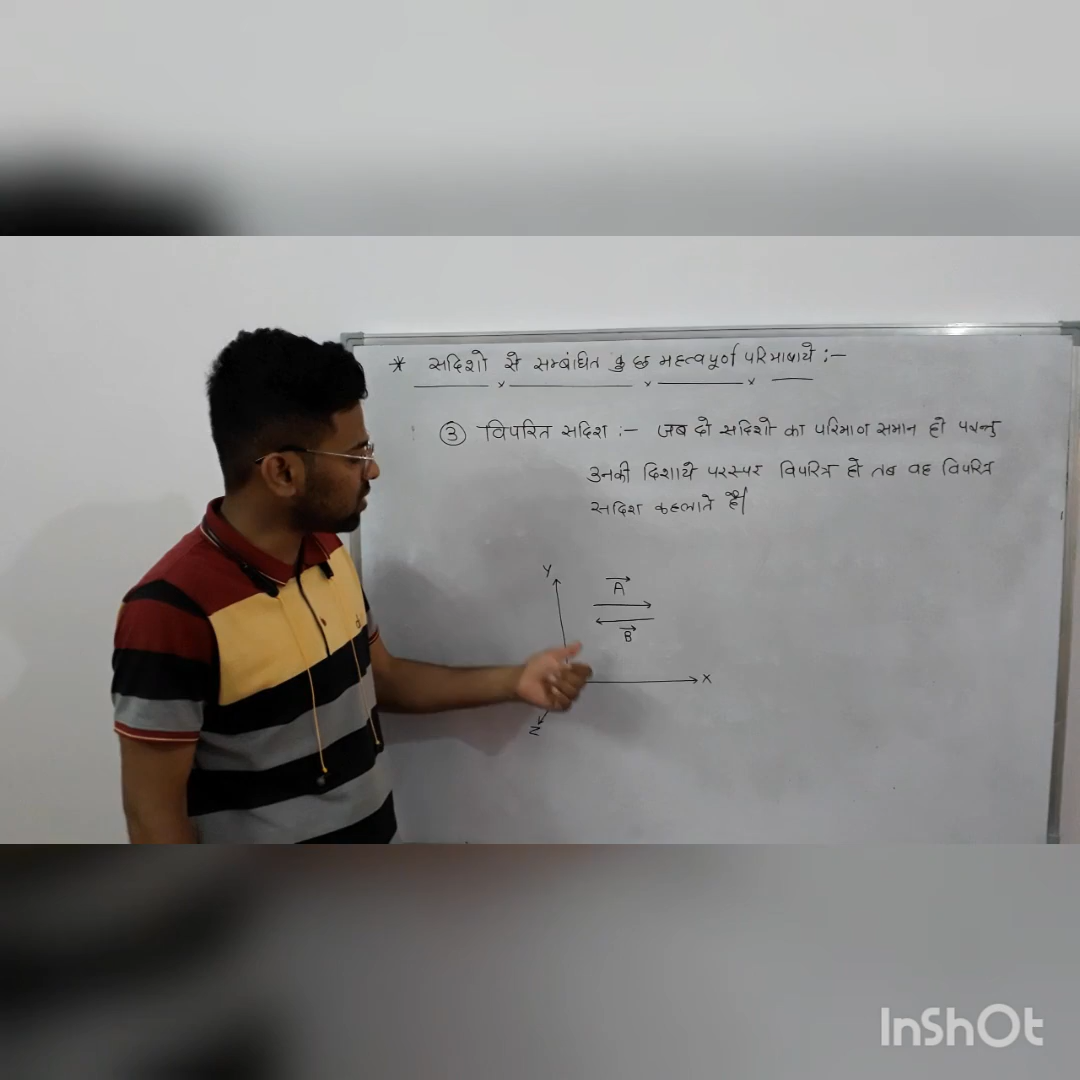 * सदिशो से सम्बंधित कुछ महत्वपूर्ण परिभाषाये :-
③ विपरित सदिश :- जब दो सदिशो का परिमाण समान हो परन्तु
उनकी दिशाये परस्पर विपरित हो तब वह विपरित
सदिश कहलाते है।
Y
A
B
X
Z
d
InShOt